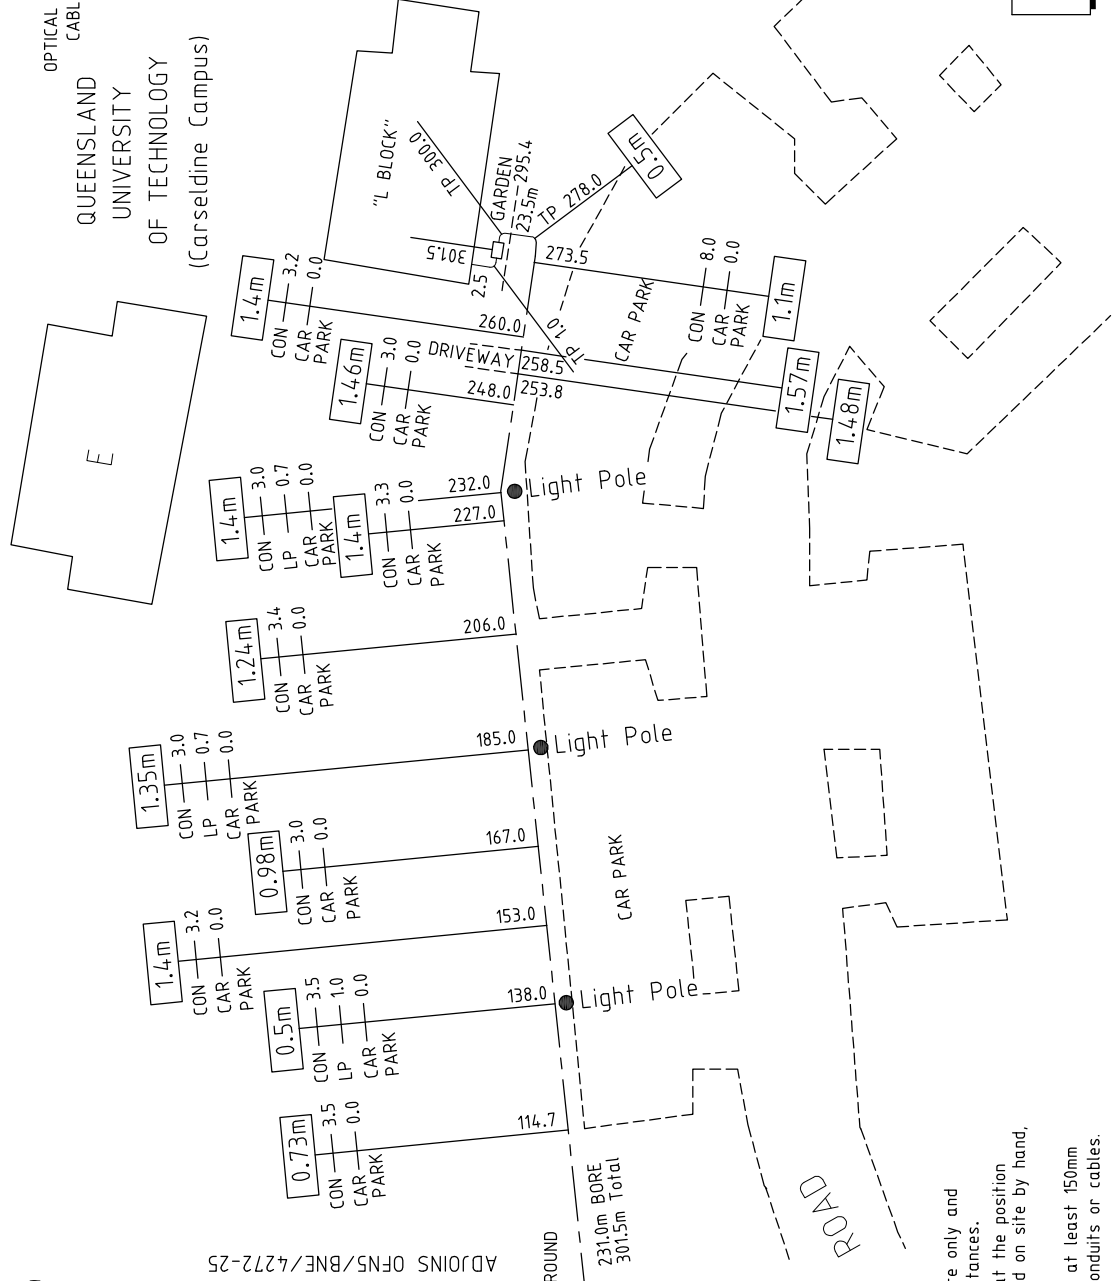 OPTICAL
CABL
QUEENSLAND
UNIVERSITY
OF TECHNOLOGY
(Carseldine Campus)
"L BLOCK"
TP 300.0
GARDEN
295.4
23.5m
TP 278.0
0.5m
301.5
2.5
273.5
CON 8.0
CAR 0.0
PARK
1.1m
CAR PARK
TP 1.0
1.4m
CON 3.2
CAR 0.0
PARK
260.0
DRIVEWAY
258.5
253.8
1.57m
1.48m
1.46m
CON 3.0
CAR 0.0
PARK
248.0
E
1.4m
CON 3.0
LP 0.7
CAR 0.0
PARK
232.0
Light Pole
1.4m
CON 3.3
CAR 0.0
PARK
227.0
1.24m
CON 3.4
CAR 0.0
PARK
206.0
1.35m
CON 3.0
LP 0.7
CAR 0.0
PARK
185.0
Light Pole
0.98m
CON 3.0
CAR 0.0
PARK
167.0
CAR PARK
1.4m
CON 3.2
CAR 0.0
PARK
153.0
0.5m
CON 3.5
LP 1.0
CAR 0.0
PARK
138.0
Light Pole
0.73m
CON 3.5
CAR 0.0
PARK
114.7
231.0m BORE
301.5m Total
ROUND
ADJOINS OFN5/BNE/4272-25
ROAD
re only and
tances.
t the position
d on site by hand,
at least 150mm
onduits or cables.